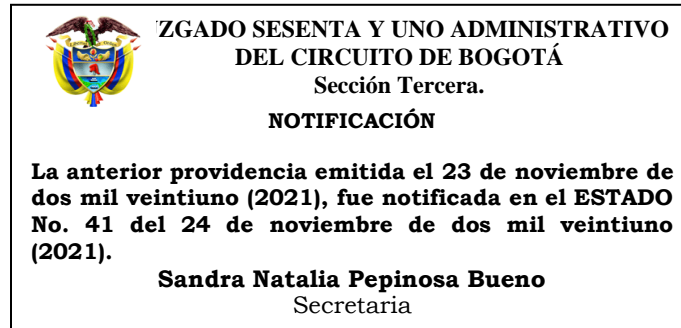 ZGADO SESENTA Y UNO ADMINISTRATIVO
DEL CIRCUITO DE BOGOTÁ
Sección Tercera.
NOTIFICACIÓN
La anterior providencia emitida el 23 de noviembre de
dos mil veintiuno (2021), fue notificada en el ESTADO
No. 41 del 24 de noviembre de dos mil veintiuno
(2021).
Sandra Natalia Pepinosa Bueno
Secretaria